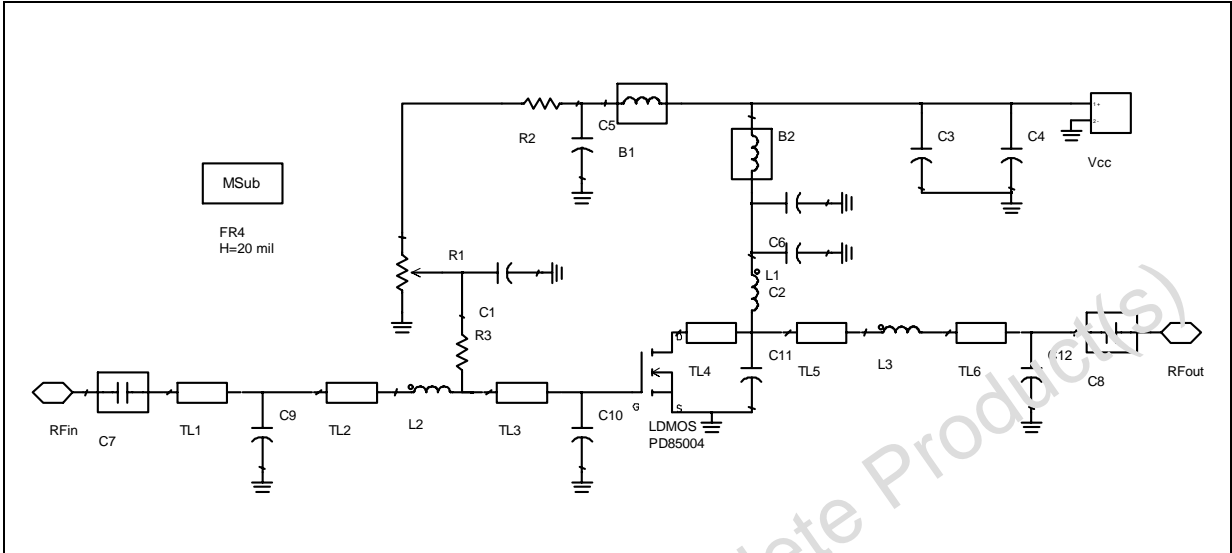 C5
R2
B1
B2
C3
C4
1+
2-
Vcc
MSub
FR4
H=20 mil
R1
C6
L1
C2
C1
R3
D
G
S
TL4
C11
TL5
L3
TL6
C12
C8
RFout
RFin
C7
TL1
C9
TL2
L2
TL3
C10
LDMOS
PD85004
lete Product(s)